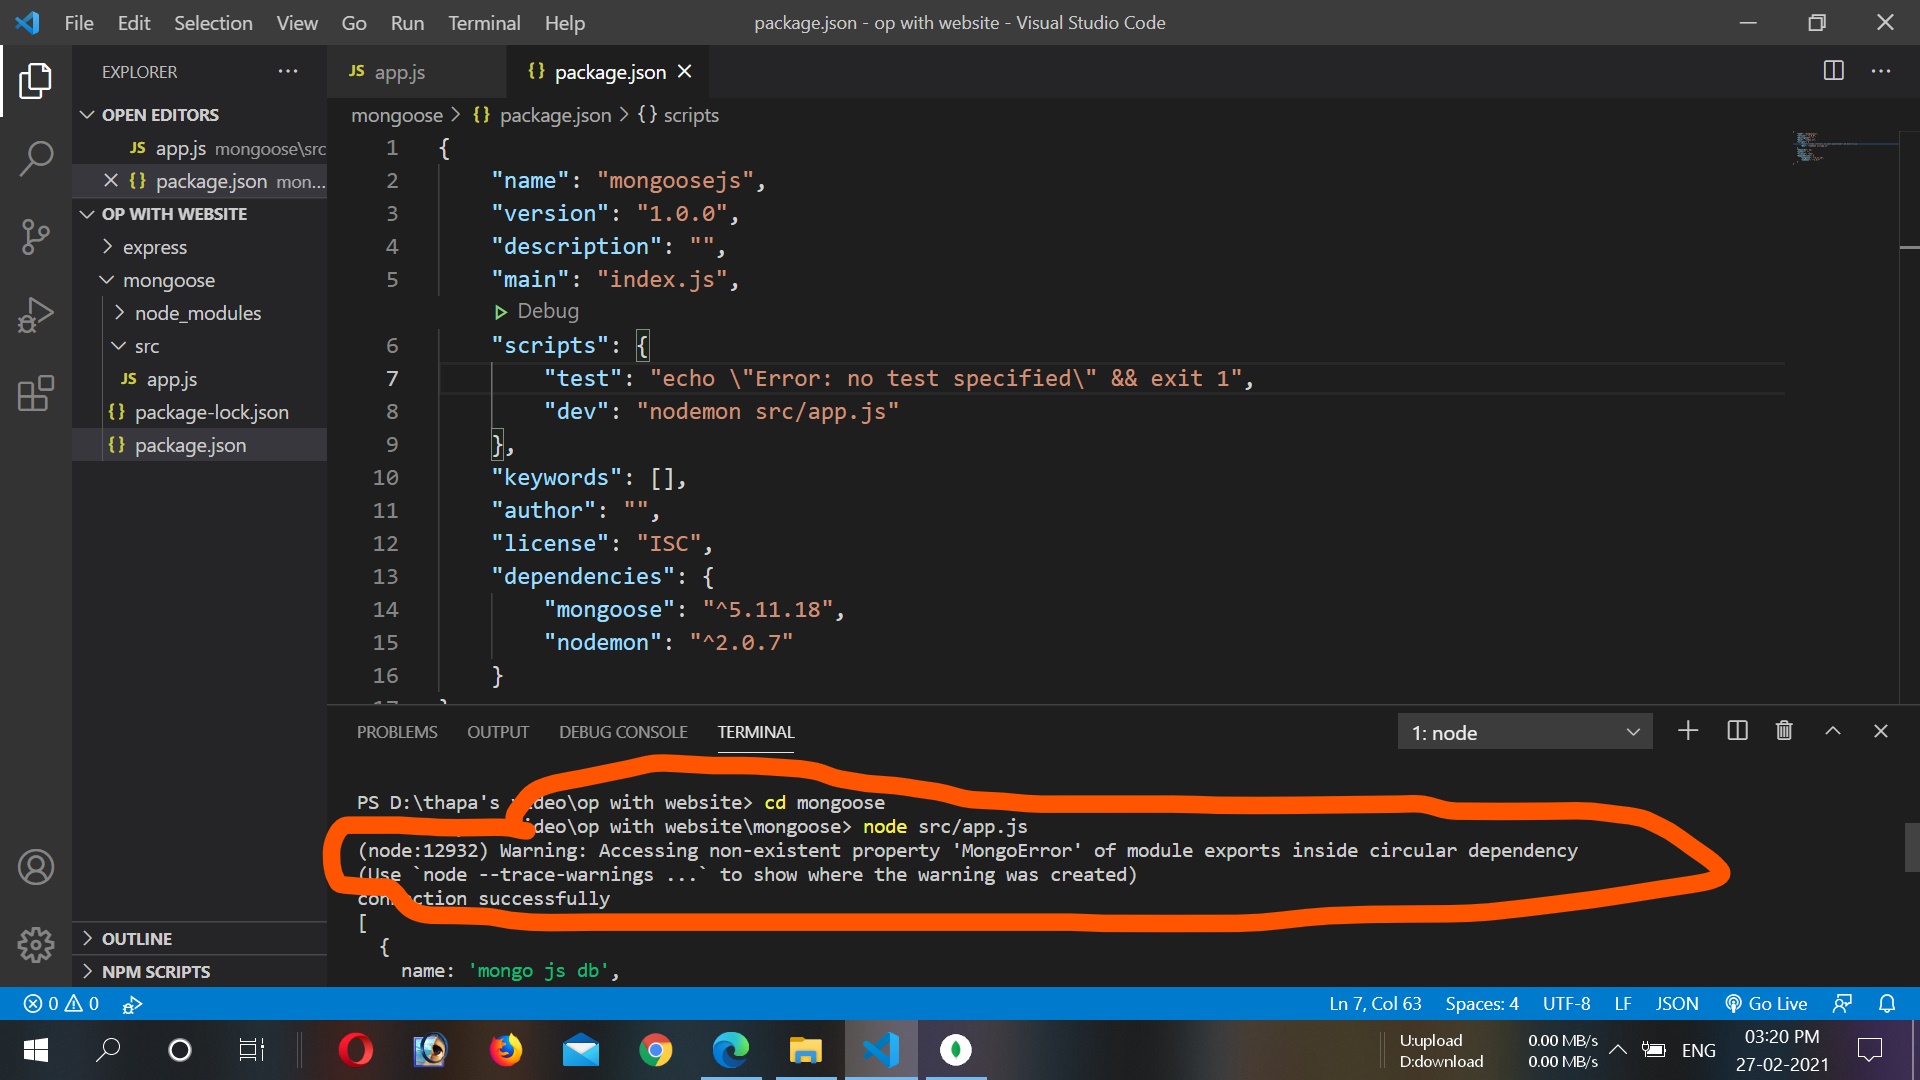 File Edit Selection View Go Run Terminal Help
package.json - op with website - Visual Studio Code
EXPLORER
OPEN EDITORS
JS app.js mongoose\src
{} package.json mon...
OP WITH WEBSITE
express
mongoose
node_modules
src
JS app.js
{} package-lock.json
{} package.json
OUTLINE
NPM SCRIPTS
JS app.js
{} package.json
mongoose > {} package.json > {} scripts
1 {
2 "name": "mongoosejs",
3 "version": "1.0.0",
4 "description": "",
5 "main": "index.js",
Debug
6 "scripts": {
7 "test": "echo \"Error: no test specified\" && exit 1",
8 "dev": "nodemon src/app.js"
9 },
10 "keywords": [],
11 "author": "",
12 "license": "ISC",
13 "dependencies": {
14 "mongoose": "^5.11.18",
15 "nodemon": "^2.0.7"
16 }
PROBLEMS OUTPUT DEBUG CONSOLE TERMINAL
1: node
PS D:\thapa's video\op with website> cd mongoose
ideo\op with website\mongoose> node src/app.js
(node:12932) Warning: Accessing non-existent property 'MongoError' of module exports inside circular dependency
(Use `node --trace-warnings ...` to show where the warning was created)
connection successfully
[
{
name: 'mongo js db',
0 0
Ln 7, Col 63 Spaces: 4 UTF-8 LF JSON Go Live
U:upload 0.00 MB/s
D:download 0.00 MB/s
ENG
03:20 PM
27-02-2021